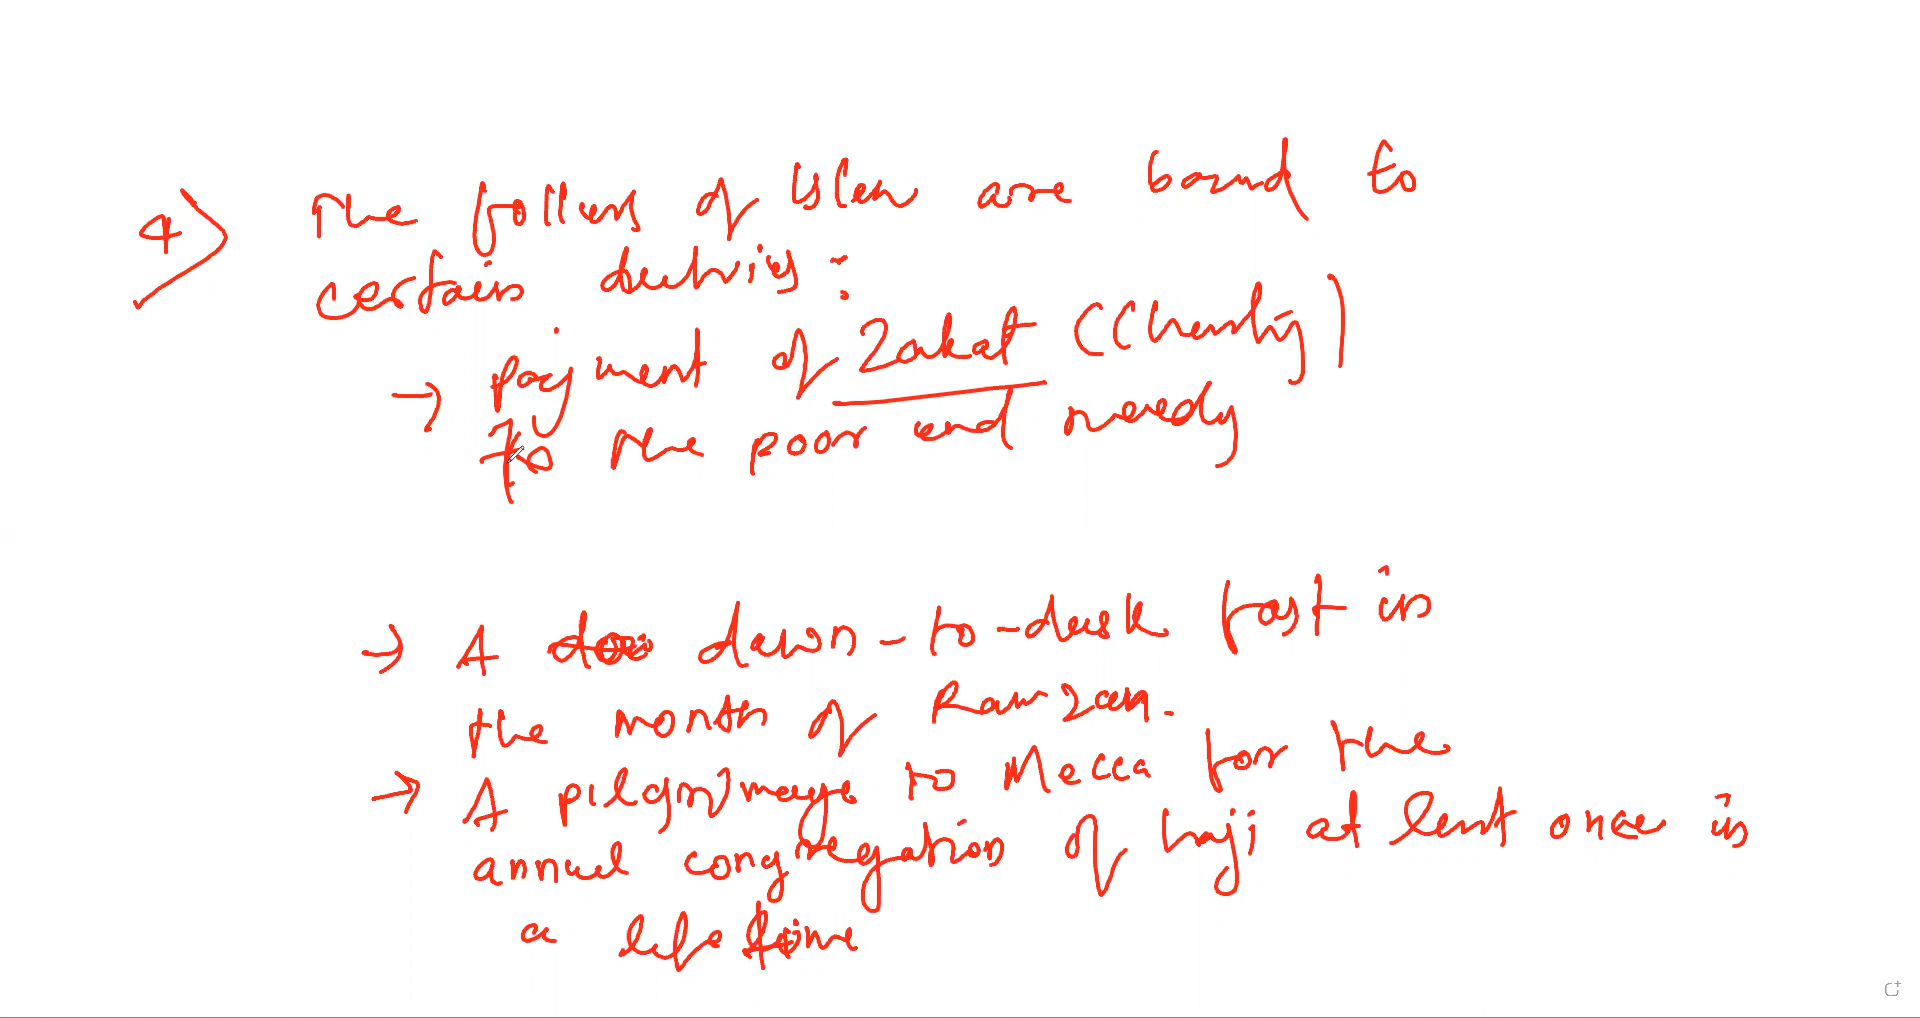 4> The follwers of Islam are bound to
certain duties:
→ Payment of Zakat (Charity)
To the poor and needy
→ A dawn-to-dusk fast in
the month of Ramzan.
→ A pilgrimage to Mecca for the
annual congregation of haji at least once in
a life time